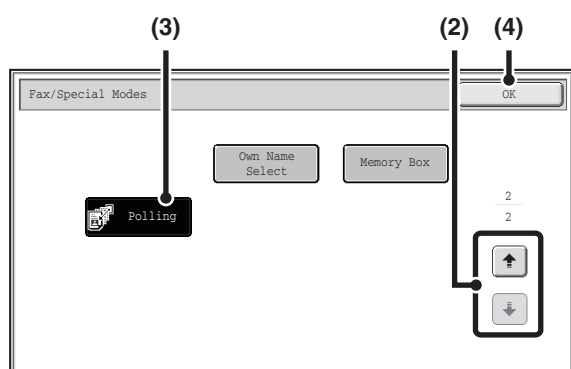 (3) (2) (4)
Fax/Special Modes OK
Own Name
Select
Memory Box
Polling
2
2